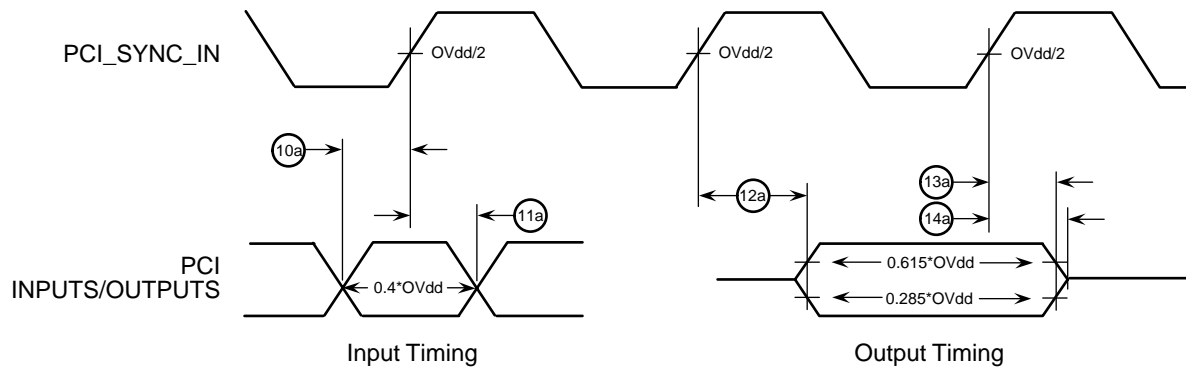 PCI_SYNC_IN
OVdd/2
OVdd/2
OVdd/2
10a
11a
12a
13a
14a
PCI
INPUTS/OUTPUTS
0.4*OVdd
0.615*OVdd
0.285*OVdd
Input Timing
Output Timing